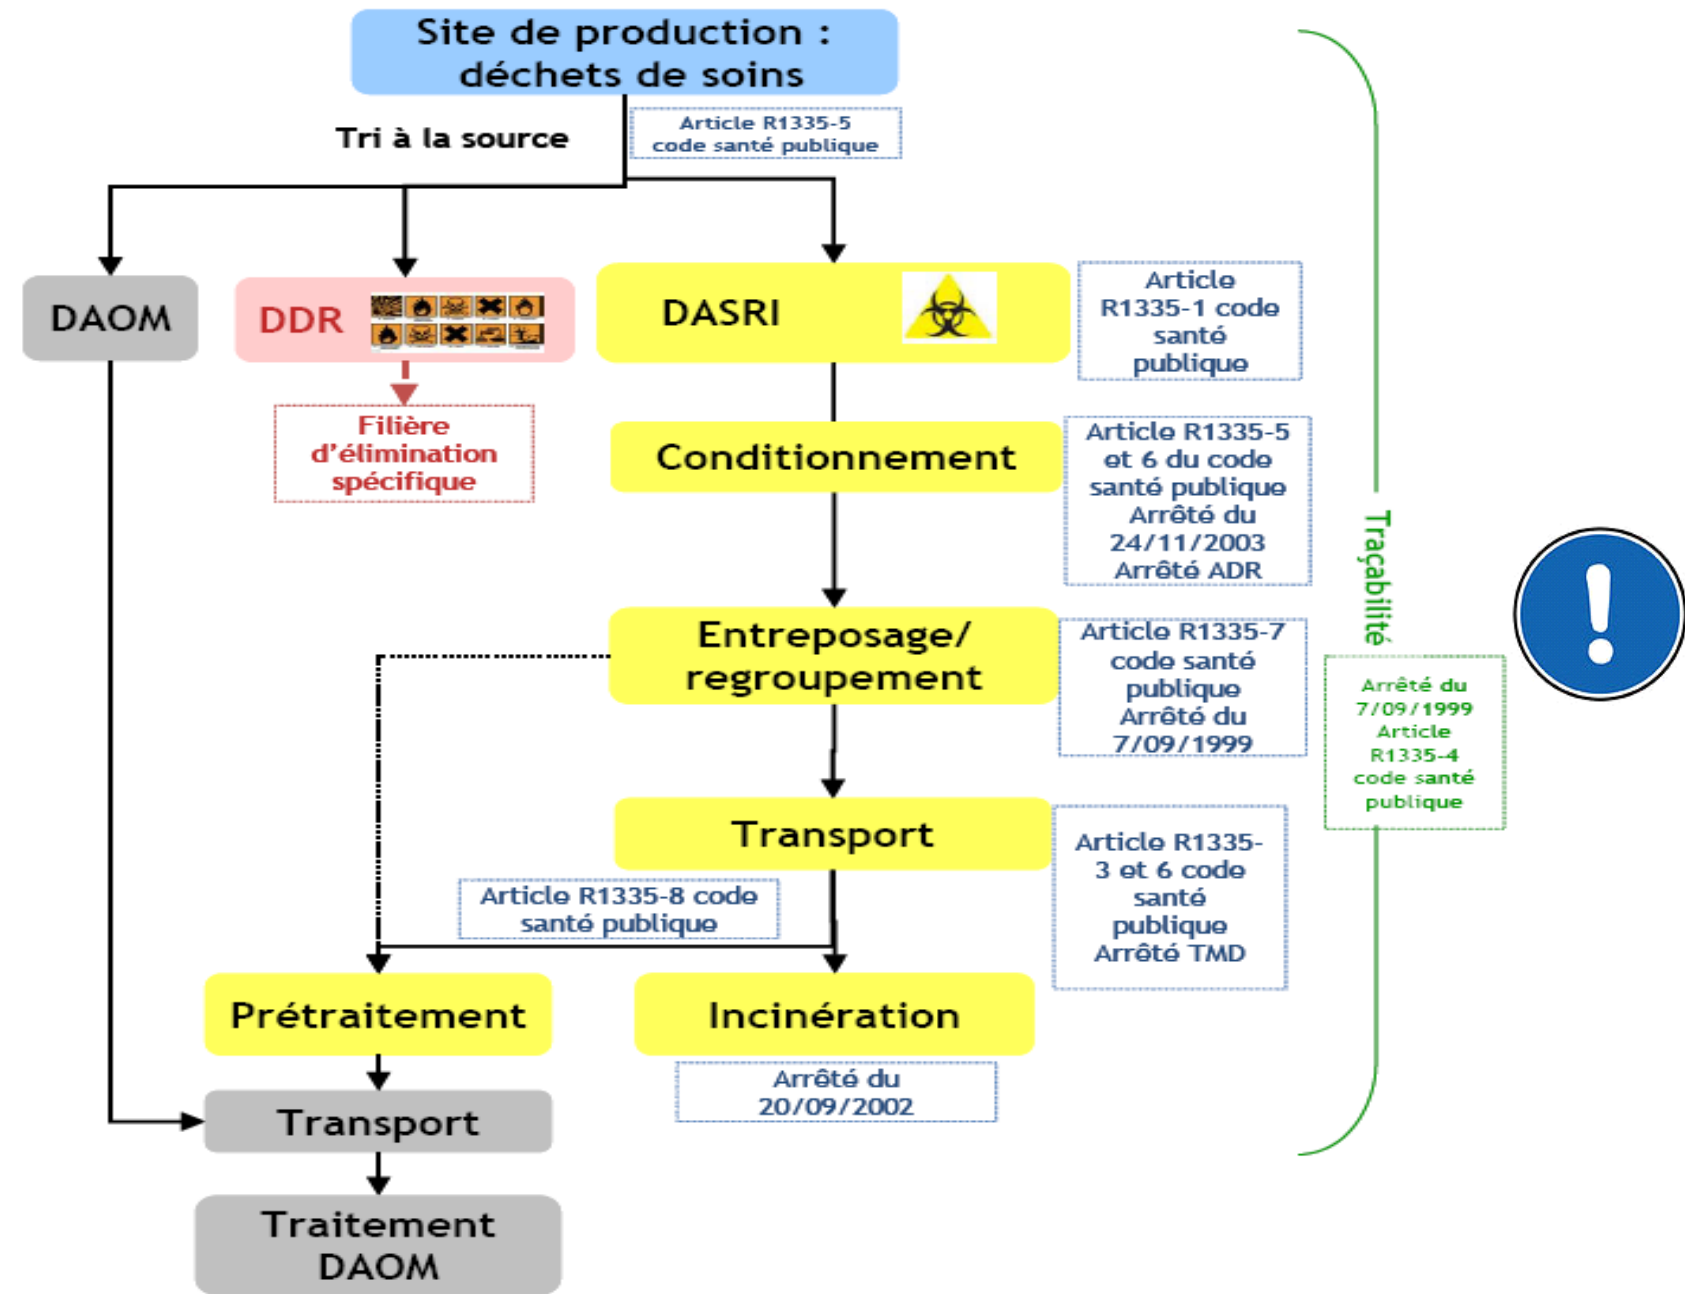 Site de production :
déchets de soins
Tri à la source
Article R1335-5
code santé publique
DAOM
DDR
DASRI
Article
R1335-1 code
santé
publique
Filière
d'élimination
spécifique
Conditionnement
Article R1335-5
et 6 du code
santé publique
Arrêté du
24/11/2003
Arrêté ADR
Traçabilité
Entreposage/
regroupement
Article R1335-7
code santé
publique
Arrêté du
7/09/1999
Arrêté du
7/09/1999
Article
R1335-4
code santé
publique
Transport
Article R1335-
3 et 6 code
santé
publique
Arrêté TMD
Article R1335-8 code
santé publique
Prétraitement
Incinération
Arrêté du
20/09/2002
Transport
Traitement
DAOM